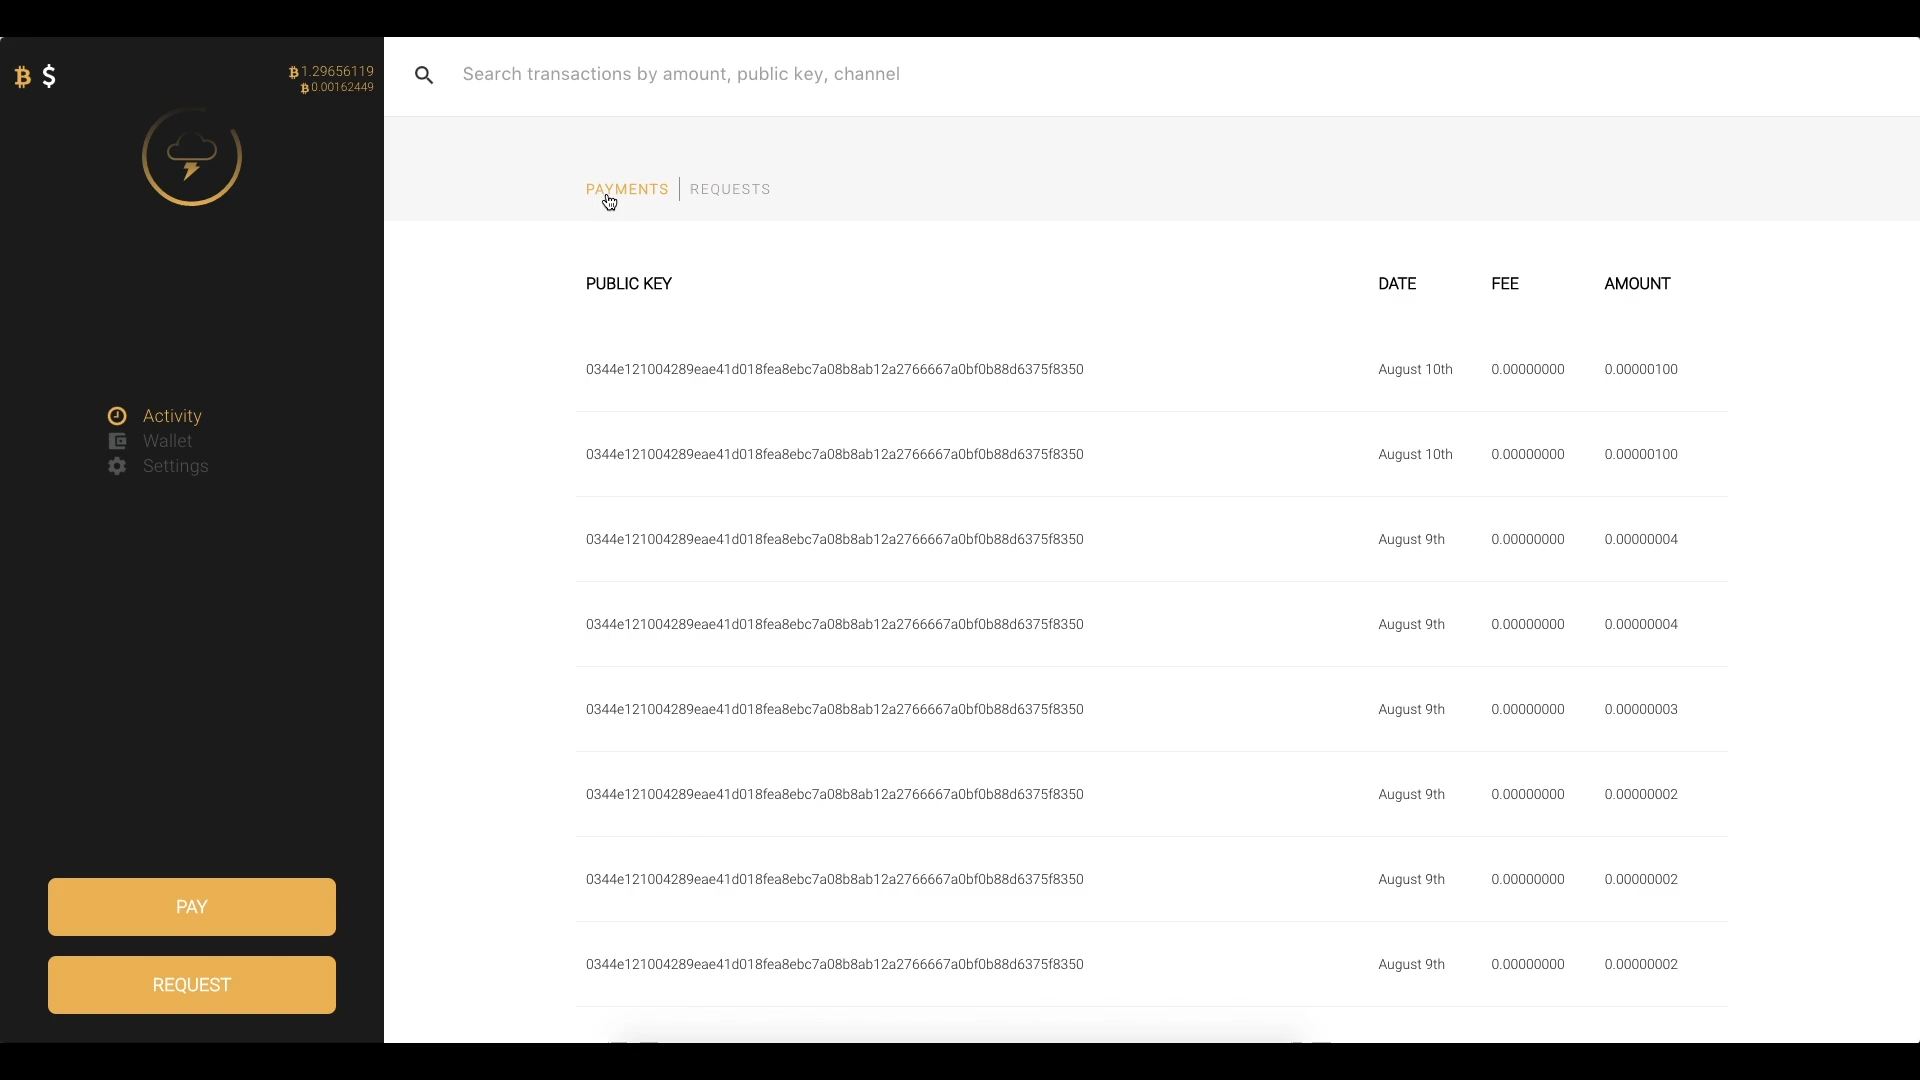 ₿ $
₿ 1.29656119
₿ 0.00162449
Search transactions by amount, public key, channel
PAYMENTS | REQUESTS
PUBLIC KEY DATE FEE AMOUNT
0344e121004289eae41d018fea8ebc7a08b8ab12a2766667a0bf0b88d6375f8350 August 10th 0.00000000 0.00000100
0344e121004289eae41d018fea8ebc7a08b8ab12a2766667a0bf0b88d6375f8350 August 10th 0.00000000 0.00000100
0344e121004289eae41d018fea8ebc7a08b8ab12a2766667a0bf0b88d6375f8350 August 9th 0.00000000 0.00000004
0344e121004289eae41d018fea8ebc7a08b8ab12a2766667a0bf0b88d6375f8350 August 9th 0.00000000 0.00000004
0344e121004289eae41d018fea8ebc7a08b8ab12a2766667a0bf0b88d6375f8350 August 9th 0.00000000 0.00000003
0344e121004289eae41d018fea8ebc7a08b8ab12a2766667a0bf0b88d6375f8350 August 9th 0.00000000 0.00000002
0344e121004289eae41d018fea8ebc7a08b8ab12a2766667a0bf0b88d6375f8350 August 9th 0.00000000 0.00000002
0344e121004289eae41d018fea8ebc7a08b8ab12a2766667a0bf0b88d6375f8350 August 9th 0.00000000 0.00000002
Activity
Wallet
Settings
PAY
REQUEST